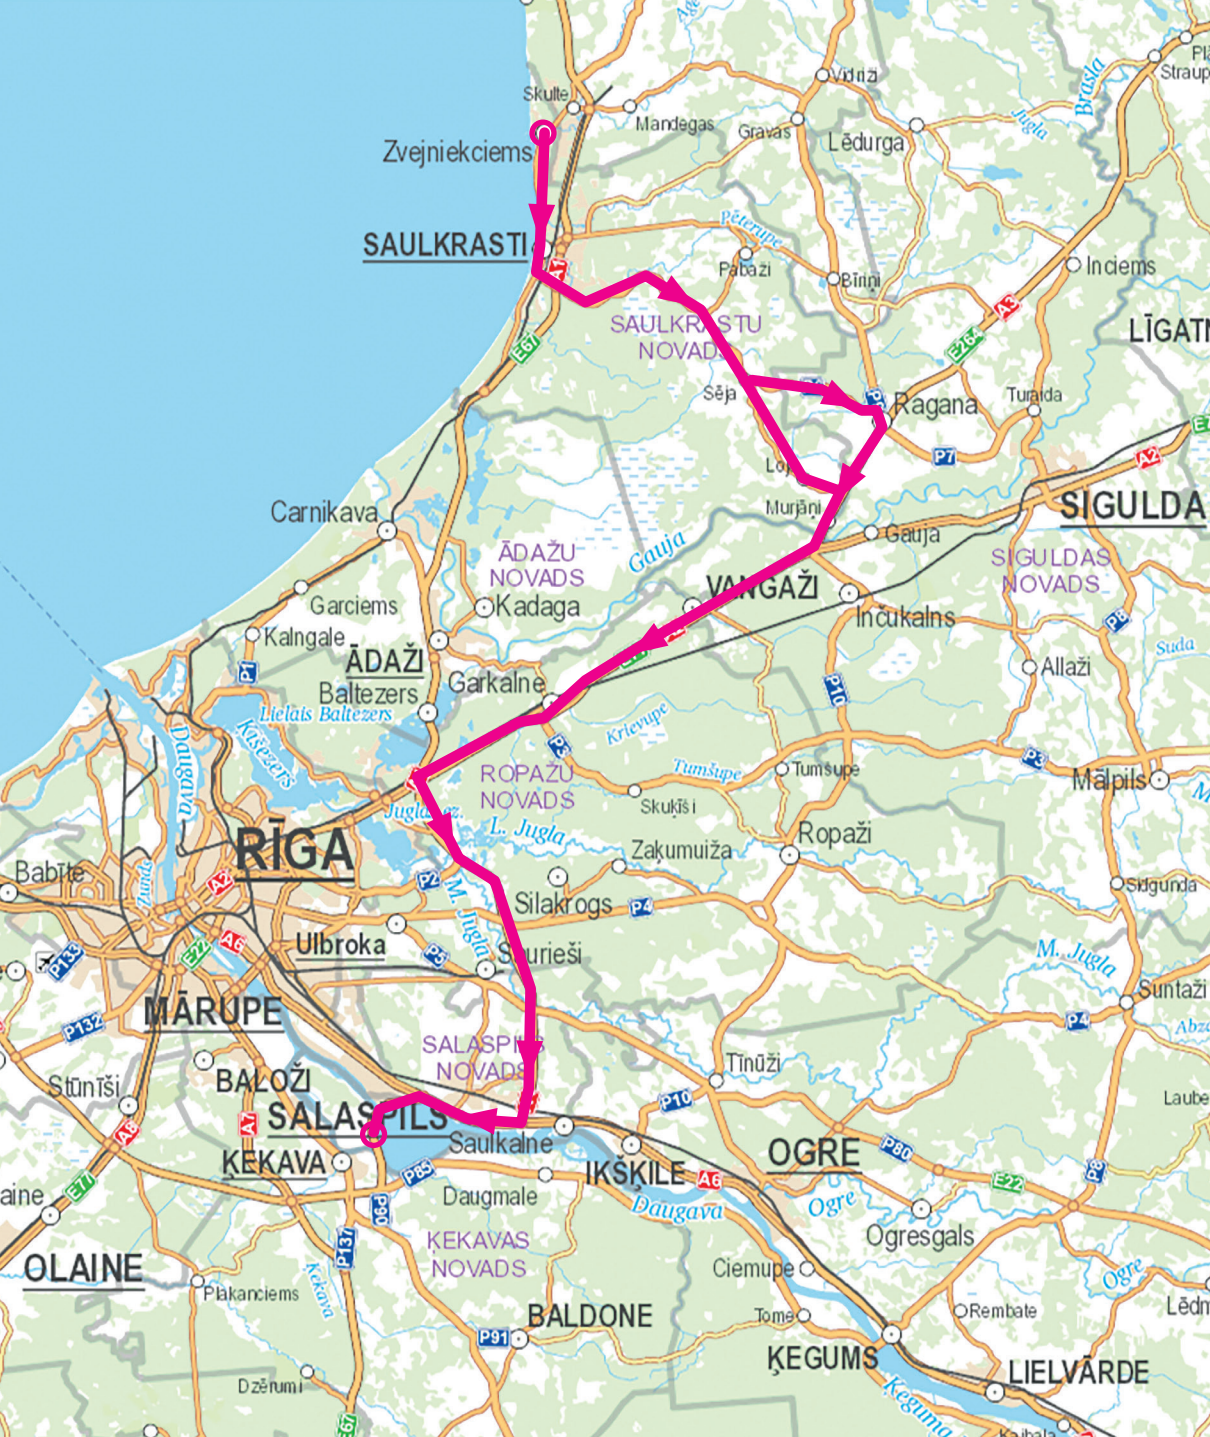 Vidriži
Straup
Brasla
Skulte
Mandegas
Gravas
Lēdurga
Jugla
Zvejniekciems
Pēterupe
SAULKRASTI
Pabaži
Bīriņi
Inciems
A1
A3
SAULKRASTU
NOVADS
LĪGATN
E67
E264
Sēja
Ragana
Turaida
P7
A2
SIGULDA
Murjāņi
Carnikava
Gauja
Gauja
ĀDAŽU
NOVADS
SIGULDAS
NOVADS
VANGAŽI
Garciems
Kadaga
Inčukalns
P8
Kalngale
ĀDAŽI
Suda
Allaži
P1
Baltezers
Garkalne
P10
Lielais Baltezers
Krievupe
Daugava
Ķīšezers
P3
P3
ROPAŽU
NOVADS
Tumšupe
Tumšupe
Mālpils
Skuķīši
L. Jugla
RĪGA
Ropaži
Zaķumuiža
Babīte
A2
P2
Sidgunda
Zunds
M. Jugla
Silakrogs
P4
Ulbroka
A6
E22
P5
Saurieši
P133
M. Jugla
Suntaži
MĀRUPE
P4
P132
SALASPILS
NOVADS
Tīnūži
Stūnīši
BALOŽI
P10
Laube
SALASPILS
A7
A8
Saulkalne
OGRE
P80
ĶEKAVA
P85
IKŠĶILE
A6
P8
E22
aine
E77
Daugmale
P90
Daugava
Ogre
Ogresgals
P137
ĶEKAVAS
NOVADS
OLAINE
Ciemupe
Ogre
Plakanciems
Ķekava
Lēdm
BALDONE
Tome
Rembate
P91
ĶEGUMS
LIELVĀRDE
Dzērumi
Ķeguma
E67
Kaibala